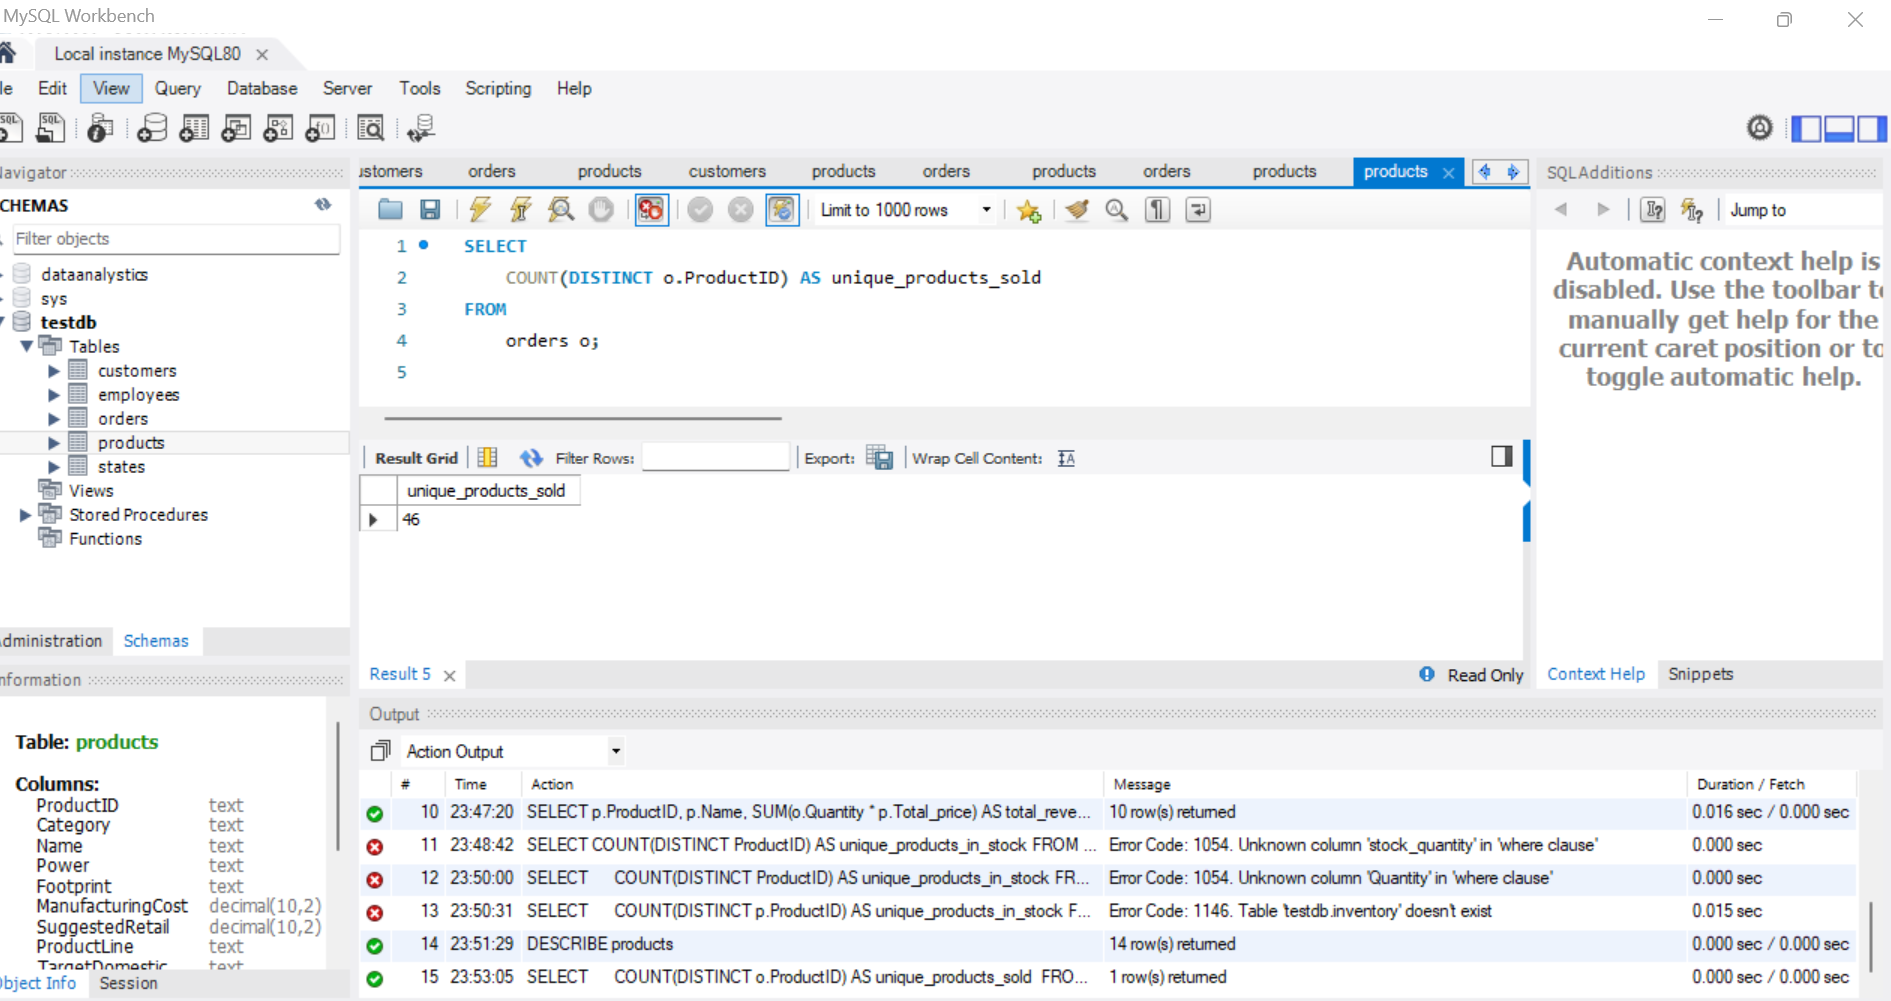 MySQL Workbench
Local instance MySQL80
le Edit View Query Database Server Tools Scripting Help
Navigator
SCHEMAS
Filter objects
dataanalystics
sys
testdb
Tables
customers
employees
orders
products
states
Views
Stored Procedures
Functions
Administration Schemas
Information
Table: products
Columns:
ProductID text
Category text
Name text
Power text
Footprint text
ManufacturingCost decimal(10,2)
SuggestedRetail decimal(10,2)
ProductLine text
TargetDomestic text
Object Info Session
ustomers orders products customers products orders products orders products products
Limit to 1000 rows
1 SELECT
2 COUNT(DISTINCT o.ProductID) AS unique_products_sold
3 FROM
4 orders o;
5
Result Grid Filter Rows: Export: Wrap Cell Content:
unique_products_sold
46
Result 5 Read Only
SQLAdditions
Jump to
Automatic context help is
disabled. Use the toolbar to
manually get help for the
current caret position or to
toggle automatic help.
Context Help Snippets
Output
Action Output
# Time Action Message Duration / Fetch
10 23:47:20 SELECT p.ProductID, p.Name, SUM(o.Quantity * p.Total_price) AS total_reve... 10 row(s) returned 0.016 sec / 0.000 sec
11 23:48:42 SELECT COUNT(DISTINCT ProductID) AS unique_products_in_stock FROM ... Error Code: 1054. Unknown column 'stock_quantity' in 'where clause' 0.000 sec
12 23:50:00 SELECT COUNT(DISTINCT ProductID) AS unique_products_in_stock FR... Error Code: 1054. Unknown column 'Quantity' in 'where clause' 0.000 sec
13 23:50:31 SELECT COUNT(DISTINCT p.ProductID) AS unique_products_in_stock F... Error Code: 1146. Table 'testdb.inventory' doesn't exist 0.015 sec
14 23:51:29 DESCRIBE products 14 row(s) returned 0.000 sec / 0.000 sec
15 23:53:05 SELECT COUNT(DISTINCT o.ProductID) AS unique_products_sold FRO... 1 row(s) returned 0.000 sec / 0.000 sec